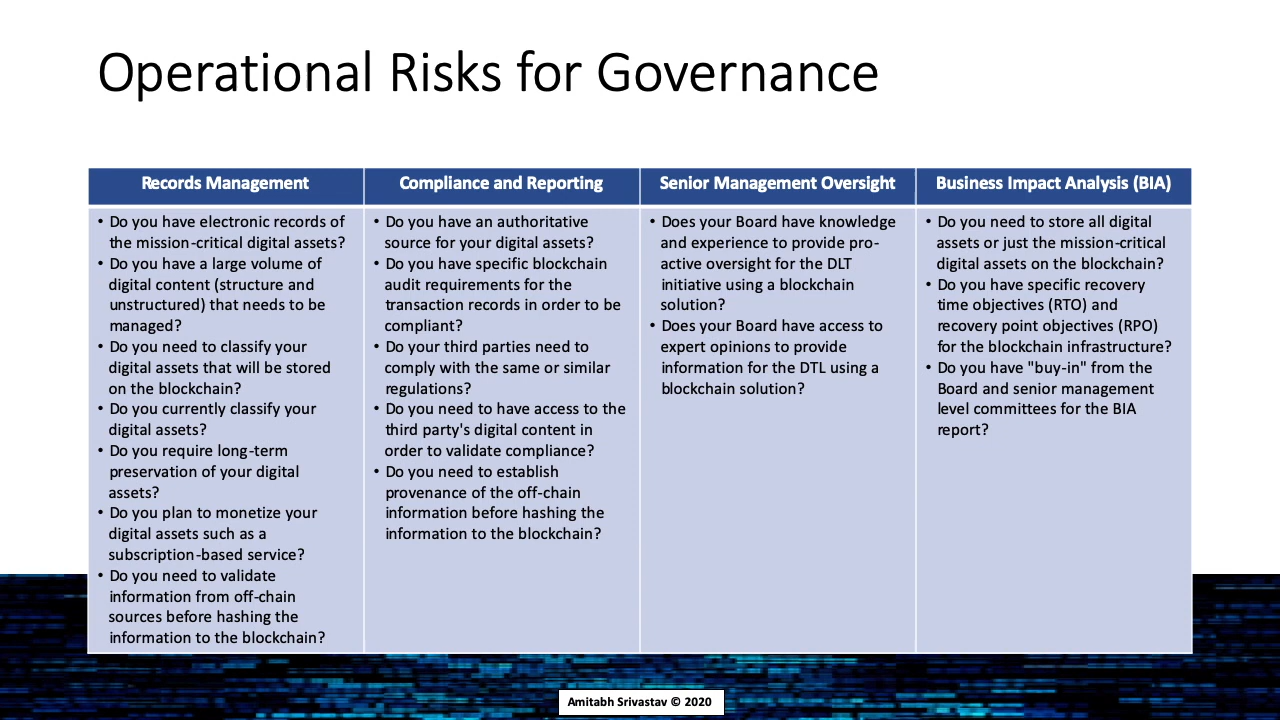 Operational Risks for Governance
Records Management
• Do you have electronic records of
the mission-critical digital assets?
• Do you have a large volume of
digital content (structure and
unstructured) that needs to be
managed?
• Do you need to classify your
digital assets that will be stored
on the blockchain?
• Do you currently classify your
digital assets?
• Do you require long-term
preservation of your digital
assets?
• Do you plan to monetize your
digital assets such as a
subscription-based service?
• Do you need to validate
information from off-chain
sources before hashing the
information to the blockchain?
Compliance and Reporting
• Do you have an authoritative
source for your digital assets?
• Do you have specific blockchain
audit requirements for the
transaction records in order to be
compliant?
• Do your third parties need to
comply with the same or similar
regulations?
• Do you need to have access to the
third party's digital content in
order to validate compliance?
• Do you need to establish
provenance of the off-chain
information before hashing the
information to the blockchain?
Senior Management Oversight
• Does your Board have knowledge
and experience to provide pro-
active oversight for the DLT
initiative using a blockchain
solution?
• Does your Board have access to
expert opinions to provide
information for the DTL using a
blockchain solution?
Business Impact Analysis (BIA)
• Do you need to store all digital
assets or just the mission-critical
digital assets on the blockchain?
• Do you have specific recovery
time objectives (RTO) and
recovery point objectives (RPO)
for the blockchain infrastructure?
• Do you have "buy-in" from the
Board and senior management
level committees for the BIA
report?
Amitabh Srivastav © 2020